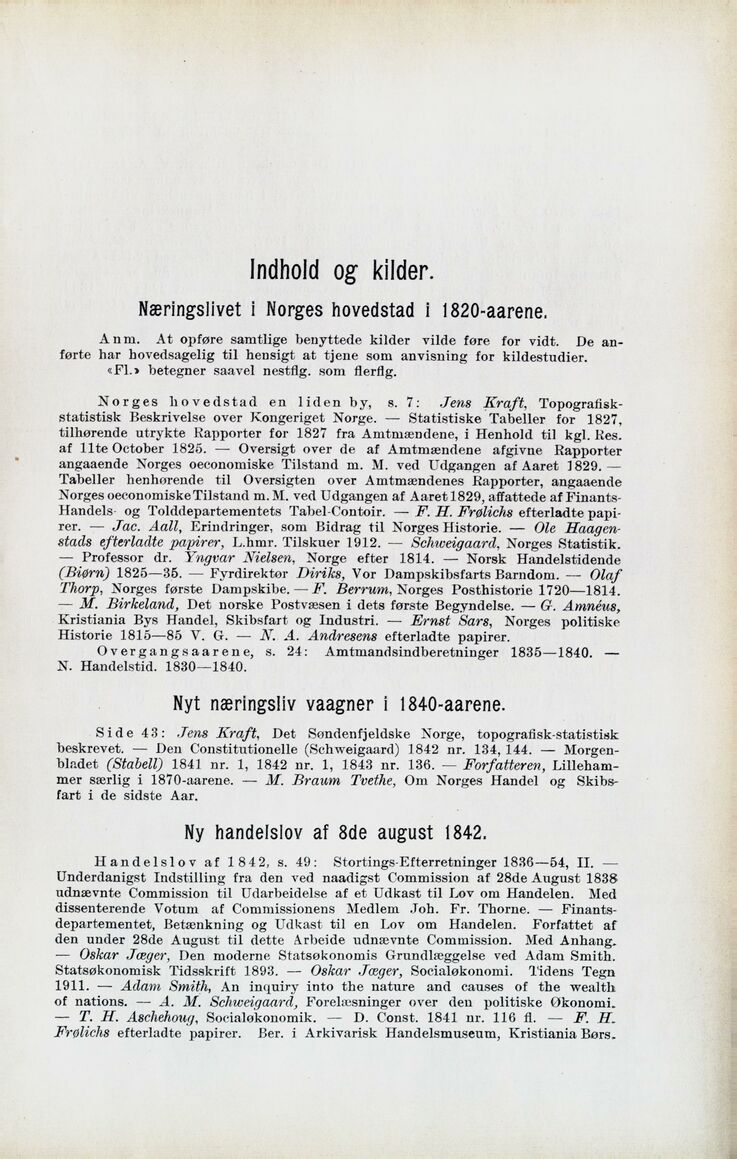 Indhold og kilder.
Næringslivet i Norges hovedstad i 1820-aarene.
Anm. At opføre samtlige benyttede kilder vilde føre for vidt. De an-
førte har hovedsagelig til hensigt at tjene som anvisning for kildestudier.
«Fl.» betegner saavel nestflg. som flerflg.
Norges hovedstad en liden by, s. 7: Jens Kraft, Topografisk-
statistisk Beskrivelse over Kongeriget Norge. — Statistiske Tabeller for 1827,
tilhørende utrykte Rapporter for 1827 fra Amtmændene, i Henhold til kgl. Res.
af 11te October 1825. — Oversigt over de af Amtmændene afgivne Rapporter
angaaende Norges oeconomiske Tilstand m. M. ved Udgangen af Aaret 1829. —
Tabeller henhørende til Oversigten over Amtmændenes Rapporter, angaaende
Norges oeconomiske Tilstand m. M. ved Udgangen af Aaret 1829, affattede af Finants-
Handels- og Tolddepartementets Tabel-Contoir. — F. H. Frølichs efterladte papi-
rer. — Jac. Aall, Erindringer, som Bidrag til Norges Historie. — Ole Haagen-
stads efterladte papirer, L.hmr. Tilskuer 1912. — Schweigaard, Norges Statistik.
— Professor dr. Yngvar Nielsen, Norge efter 1814. — Norsk Handelstidende
(Biørn) 1825—35. — Fyrdirektør Diriks, Vor Dampskibsfarts Barndom. — Olaf
Thorp, Norges første Dampskibe. — F. Berrum, Norges Posthistorie 1720—1814.
— M. Birkeland, Det norske Postvæsen i dets første Begyndelse. — G. Amnéus,
Kristiania Bys Handel, Skibsfart og Industri. — Ernst Sars, Norges politiske
Historie 1815—85 V. G. — N. A. Andresens efterladte papirer.
Overgangsaarene, s. 24: Amtmandsindberetninger 1835—1840. —
N. Handelstid. 1830—1840.
Nyt næringsliv vaagner i 1840-aarene.
Side 43: Jens Kraft, Det Søndenfjeldske Norge, topografisk-statistisk
beskrevet. — Den Constitutionelle (Schweigaard) 1842 nr. 134, 144. — Morgen-
bladet (Stabell) 1841 nr. 1, 1842 nr. 1, 1843 nr. 136. — Forfatteren, Lilleham-
mer særlig i 1870-aarene. — M. Braum Tvethe, Om Norges Handel og Skibs-
fart i de sidste Aar.
Ny handelslov af 8de august 1842.
Handelslov af 1842, s. 49: Stortings-Efterretninger 1836—54, II. —
Underdanigst Indstilling fra den ved naadigst Commission af 28de August 1838
udnævnte Commission til Udarbeidelse af et Udkast til Lov om Handelen. Med
dissenterende Votum af Commissionens Medlem Joh. Fr. Thorne. — Finants-
departementet, Betænkning og Udkast til en Lov om Handelen. Forfattet af
den under 28de August til dette Arbeide udnævnte Commission. Med Anhang.
— Oskar Jæger, Den moderne Statsøkonomis Grundlæggelse ved Adam Smith.
Statsøkonomisk Tidsskrift 1893. — Oskar Jæger, Socialøkonomi. Tidens Tegn
1911. — Adam Smith, An inquiry into the nature and causes of the wealth
of nations. — A. M. Schweigaard, Forelæsninger over den politiske Økonomi.
— T. H. Aschehoug, Socialøkonomik. — D. Const. 1841 nr. 116 fl. — F. H.
Frølichs efterladte papirer. Ber. i Arkivarisk Handelsmuseum, Kristiania Børs.